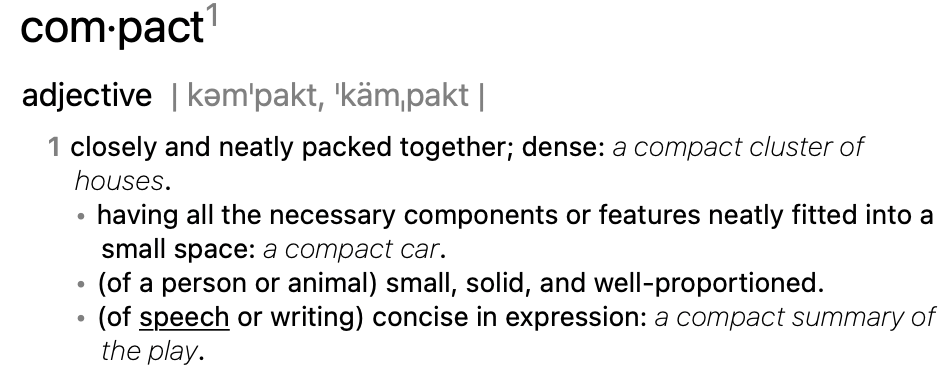 com·pact¹
adjective | kəmˈpakt, ˈkämˌpakt |
1 closely and neatly packed together; dense: a compact cluster of
houses.
• having all the necessary components or features neatly fitted into a
small space: a compact car.
• (of a person or animal) small, solid, and well-proportioned.
• (of speech or writing) concise in expression: a compact summary of
the play.